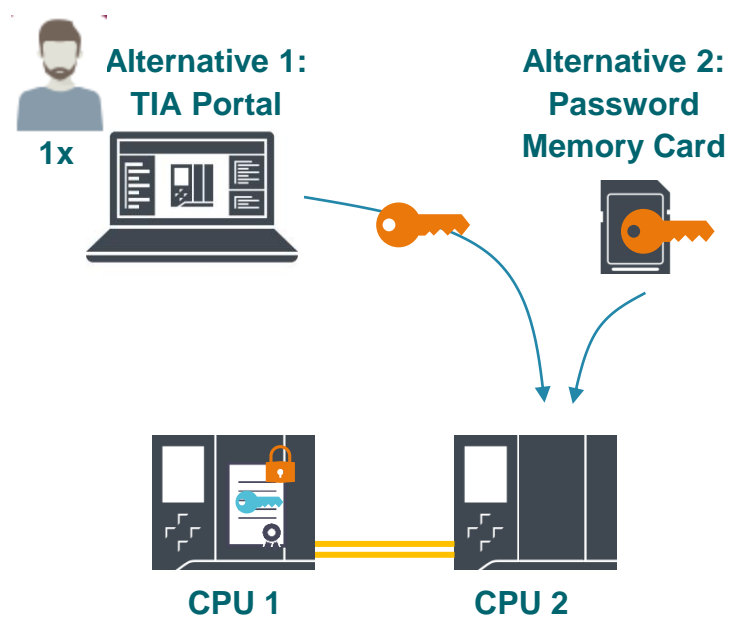 Alternative 1:
TIA Portal
1x
Alternative 2:
Password
Memory Card
CPU 1
CPU 2